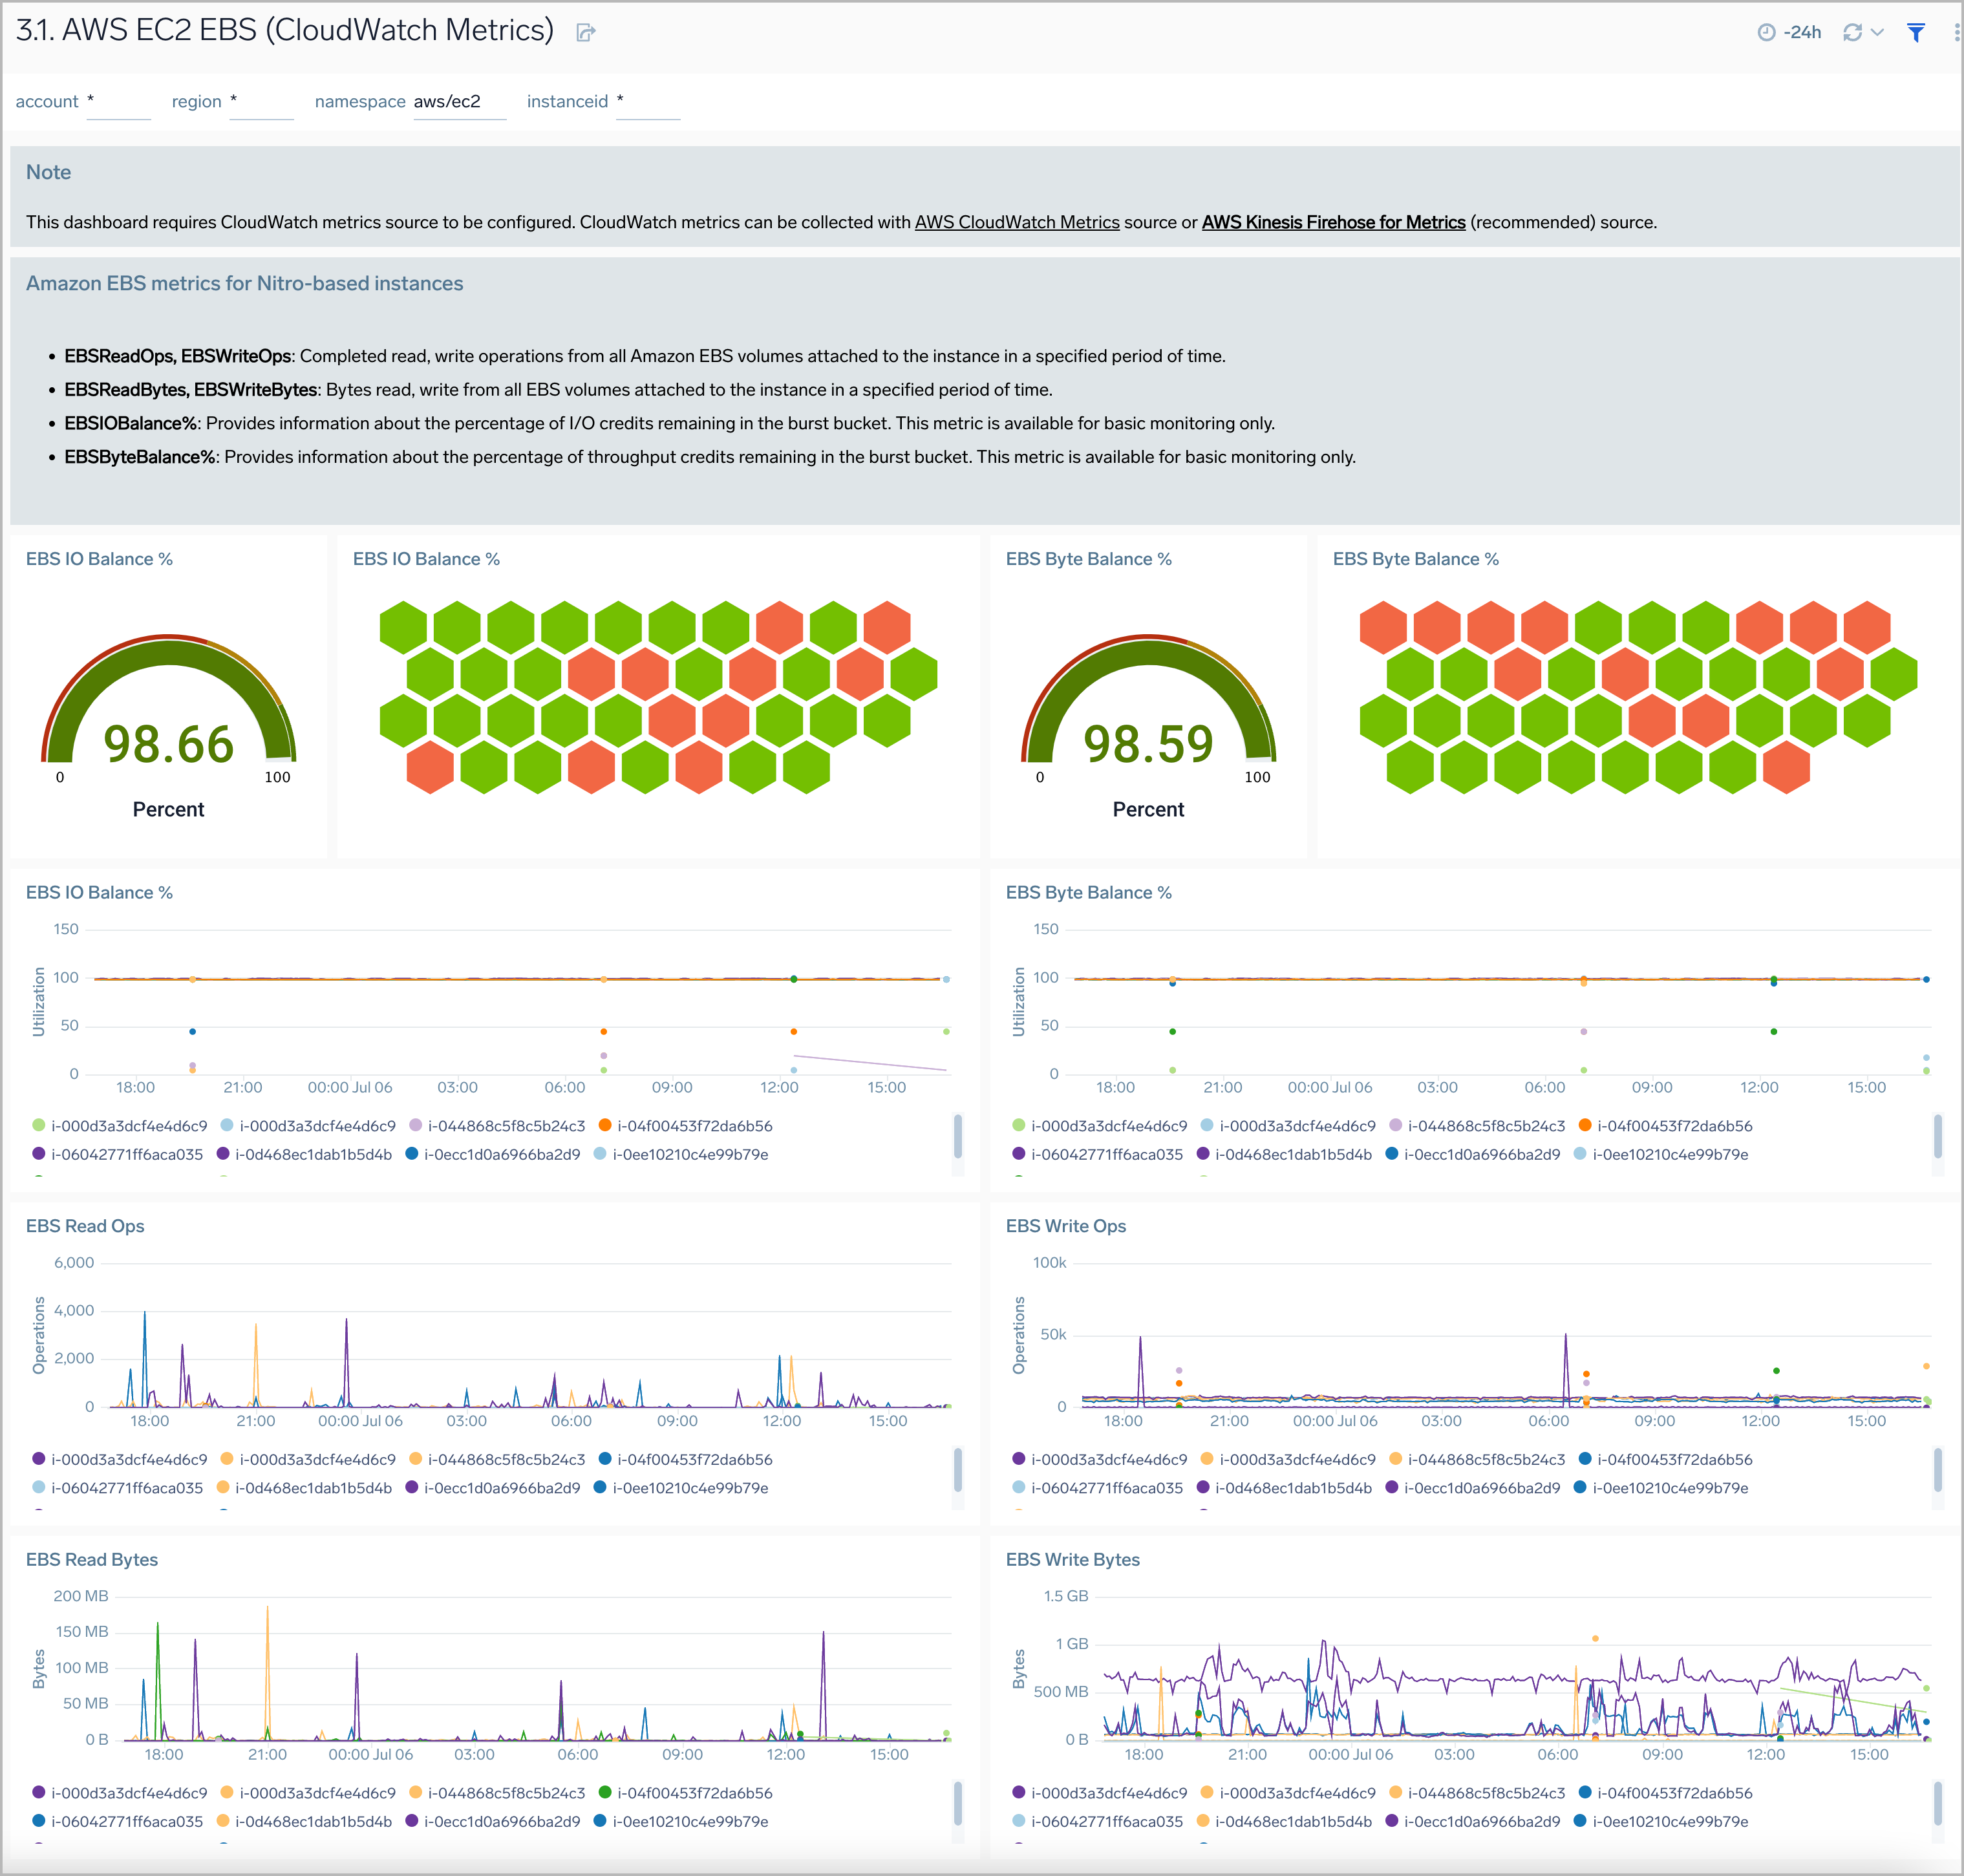 3.1. AWS EC2 EBS (CloudWatch Metrics)
-24h
account * region * namespace aws/ec2 instanceid *
Note
This dashboard requires CloudWatch metrics source to be configured. CloudWatch metrics can be collected with AWS CloudWatch Metrics source or AWS Kinesis Firehose for Metrics (recommended) source.
Amazon EBS metrics for Nitro-based instances
• EBSReadOps, EBSWriteOps: Completed read, write operations from all Amazon EBS volumes attached to the instance in a specified period of time.
• EBSReadBytes, EBSWriteBytes: Bytes read, write from all EBS volumes attached to the instance in a specified period of time.
• EBSIOBalance%: Provides information about the percentage of I/O credits remaining in the burst bucket. This metric is available for basic monitoring only.
• EBSByteBalance%: Provides information about the percentage of throughput credits remaining in the burst bucket. This metric is available for basic monitoring only.
EBS IO Balance %
98.66
0 100
Percent
EBS IO Balance %
EBS Byte Balance %
98.59
0 100
Percent
EBS Byte Balance %
EBS IO Balance %
Utilization
150
100
50
0
18:00 21:00 00:00 Jul 06 03:00 06:00 09:00 12:00 15:00
i-000d3a3dcf4e4d6c9 i-000d3a3dcf4e4d6c9 i-044868c5f8c5b24c3 i-04f00453f72da6b56
i-06042771ff6aca035 i-0d468ec1dab1b5d4b i-0ecc1d0a6966ba2d9 i-0ee10210c4e99b79e
EBS Byte Balance %
Utilization
150
100
50
0
18:00 21:00 00:00 Jul 06 03:00 06:00 09:00 12:00 15:00
i-000d3a3dcf4e4d6c9 i-000d3a3dcf4e4d6c9 i-044868c5f8c5b24c3 i-04f00453f72da6b56
i-06042771ff6aca035 i-0d468ec1dab1b5d4b i-0ecc1d0a6966ba2d9 i-0ee10210c4e99b79e
EBS Read Ops
Operations
6,000
4,000
2,000
0
18:00 21:00 00:00 Jul 06 03:00 06:00 09:00 12:00 15:00
i-000d3a3dcf4e4d6c9 i-000d3a3dcf4e4d6c9 i-044868c5f8c5b24c3 i-04f00453f72da6b56
i-06042771ff6aca035 i-0d468ec1dab1b5d4b i-0ecc1d0a6966ba2d9 i-0ee10210c4e99b79e
EBS Write Ops
Operations
100k
50k
0
18:00 21:00 00:00 Jul 06 03:00 06:00 09:00 12:00 15:00
i-000d3a3dcf4e4d6c9 i-000d3a3dcf4e4d6c9 i-044868c5f8c5b24c3 i-04f00453f72da6b56
i-06042771ff6aca035 i-0d468ec1dab1b5d4b i-0ecc1d0a6966ba2d9 i-0ee10210c4e99b79e
EBS Read Bytes
Bytes
200 MB
150 MB
100 MB
50 MB
0 B
18:00 21:00 00:00 Jul 06 03:00 06:00 09:00 12:00 15:00
i-000d3a3dcf4e4d6c9 i-000d3a3dcf4e4d6c9 i-044868c5f8c5b24c3 i-04f00453f72da6b56
i-06042771ff6aca035 i-0d468ec1dab1b5d4b i-0ecc1d0a6966ba2d9 i-0ee10210c4e99b79e
EBS Write Bytes
Bytes
1.5 GB
1 GB
500 MB
0 B
18:00 21:00 00:00 Jul 06 03:00 06:00 09:00 12:00 15:00
i-000d3a3dcf4e4d6c9 i-000d3a3dcf4e4d6c9 i-044868c5f8c5b24c3 i-04f00453f72da6b56
i-06042771ff6aca035 i-0d468ec1dab1b5d4b i-0ecc1d0a6966ba2d9 i-0ee10210c4e99b79e